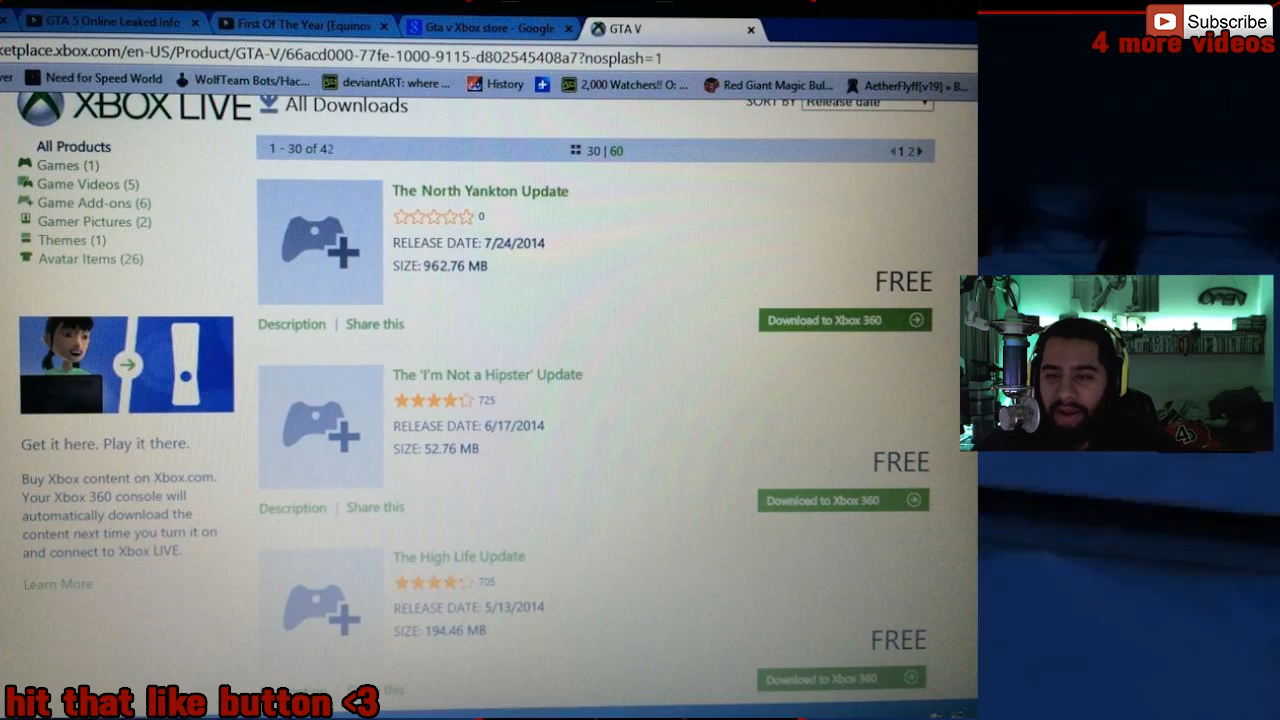 GTA 5 Online Leaked Info
First Of The Year (Equinox
Gta v Xbox store - Google
GTA V
Subscribe
4 more videos
etplace.xbox.com/en-US/Product/GTA-V/66acd000-77fe-1000-9115-d802545408a7?nosplash=1
ver
Need for Speed World
WolfTeam Bots/Hac...
deviantART: where ...
History
2,000 Watchers!! O: ...
Red Giant Magic Bul...
AetherFlyff[v19] » B...
XBOX LIVE
All Downloads
SORT BY Release date
All Products
Games (1)
Game Videos (5)
Game Add-ons (6)
Gamer Pictures (2)
Themes (1)
Avatar Items (26)
1 - 30 of 42
30 | 60
1 2
The North Yankton Update
0
RELEASE DATE: 7/24/2014
SIZE: 962.76 MB
FREE
Download to Xbox 360
Description | Share this
The 'I'm Not a Hipster' Update
725
RELEASE DATE: 6/17/2014
SIZE: 52.76 MB
FREE
Download to Xbox 360
Description | Share this
The High Life Update
705
RELEASE DATE: 5/13/2014
SIZE: 194.46 MB
FREE
Download to Xbox 360
Get it here. Play it there.
Buy Xbox content on Xbox.com.
Your Xbox 360 console will
automatically download the
content next time you turn it on
and connect to Xbox LIVE.
Learn More
hit that like button <3